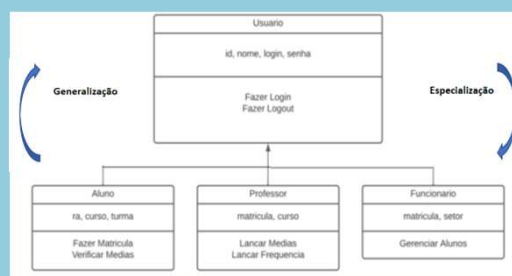 Usuario
id, nome, login, senha
Generalização
Especialização
Fazer Login
Fazer Logout
Aluno
Professor
Funcionario
ra, curso, turma
matricula, curso
matricula, setor
Fazer Matricula
Verificar Medias
Lancar Medias
Lancar Frequencia
Gerenciar Alunos